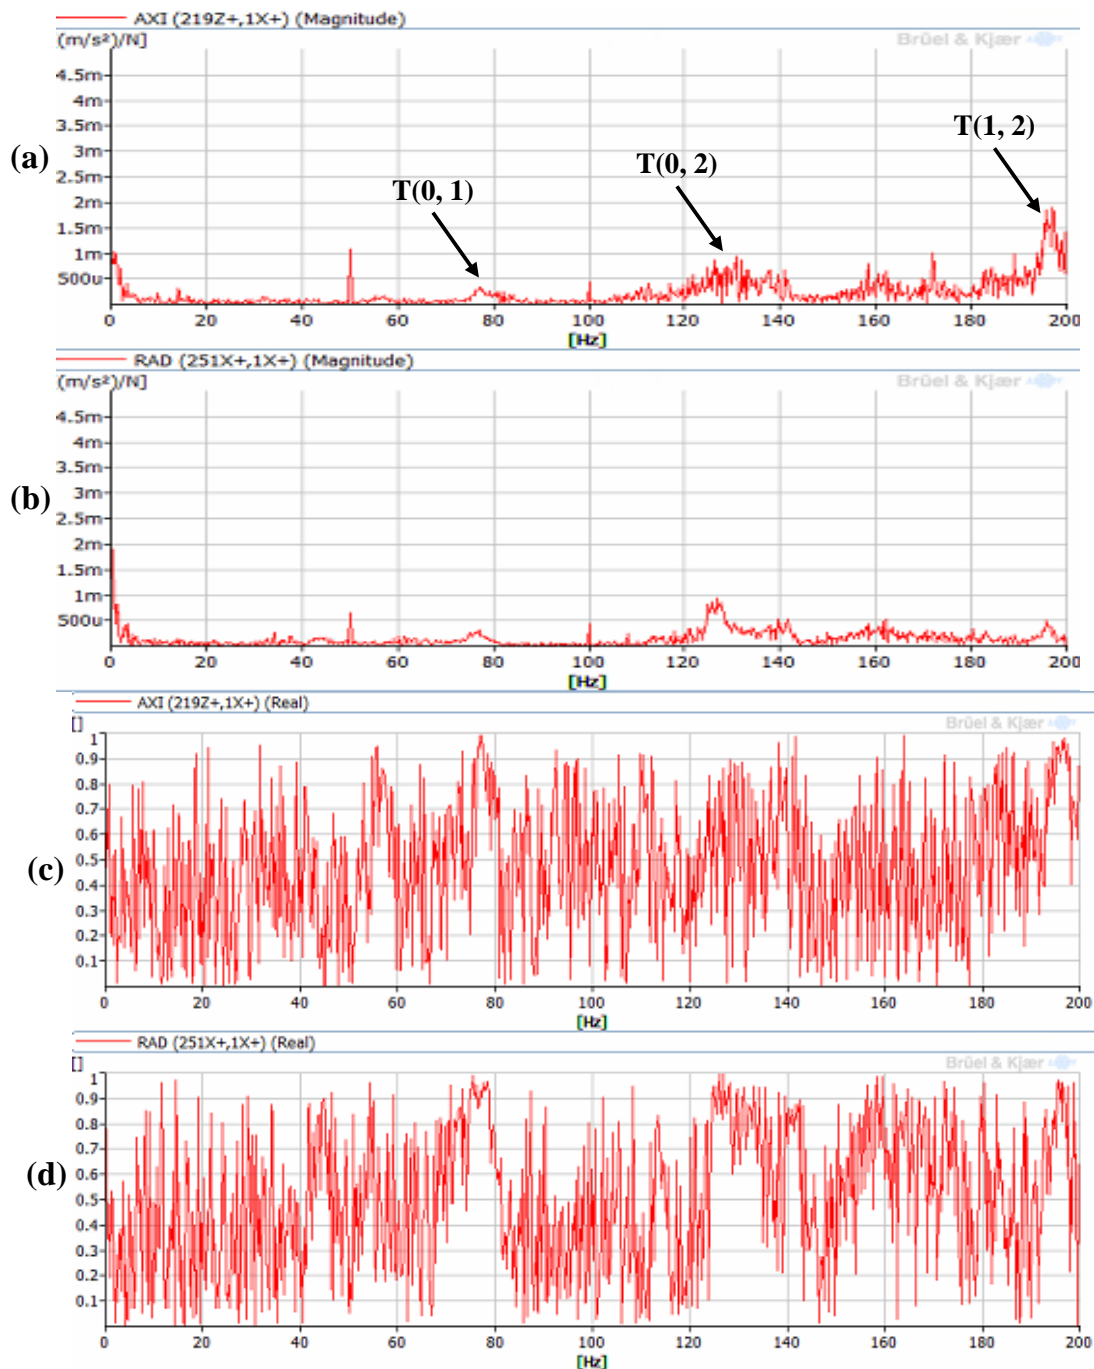 AXI (219Z+,1X+) (Magnitude)
(m/s²)/N]
Brüel & Kjær
4.5m
4m
3.5m
3m
2.5m
2m
1.5m
1m
500u
(a)
T(0, 1)
T(0, 2)
T(1, 2)
0 20 40 60 80 100 120 140 160 180 200
[Hz]
RAD (251X+,1X+) (Magnitude)
(m/s²)/N]
Brüel & Kjær
4.5m
4m
3.5m
3m
2.5m
2m
1.5m
1m
500u
(b)
0 20 40 60 80 100 120 140 160 180 200
[Hz]
AXI (219Z+,1X+) (Real)
[]
Brüel & Kjær
1
0.9
0.8
0.7
0.6
0.5
0.4
0.3
0.2
0.1
(c)
0 20 40 60 80 100 120 140 160 180 200
[Hz]
RAD (251X+,1X+) (Real)
[]
Brüel & Kjær
1
0.9
0.8
0.7
0.6
0.5
0.4
0.3
0.2
0.1
(d)
0 20 40 60 80 100 120 140 160 180 200
[Hz]